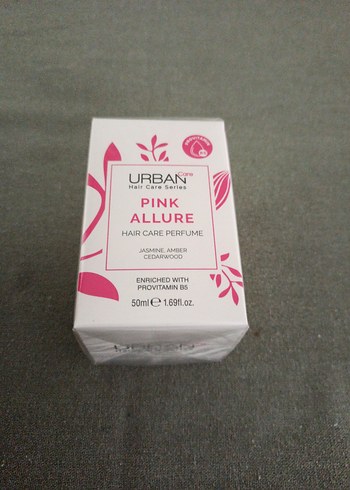 URBAN Care
Hair Care Series
PINK
ALLURE
HAIR CARE PERFUME
JASMINE, AMBER
CEDARWOOD
ENRICHED WITH
PROVITAMIN B5
50ml e 1.69fl.oz.